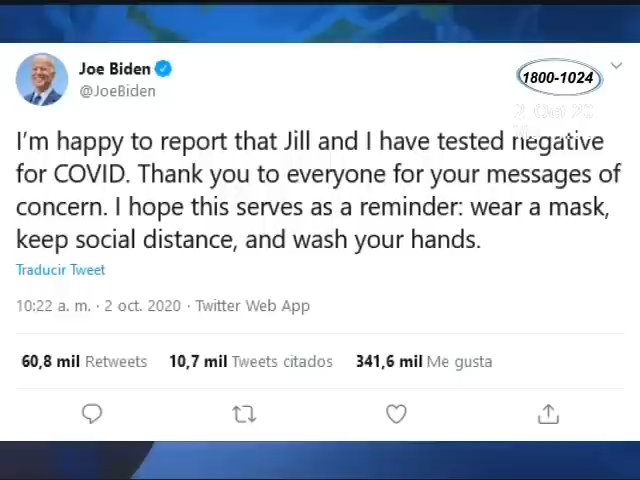 Joe Biden
@JoeBiden
1800-1024
2 Oct 20
I'm happy to report that Jill and I have tested negative
for COVID. Thank you to everyone for your messages of
concern. I hope this serves as a reminder: wear a mask,
keep social distance, and wash your hands.
Traducir Tweet
10:22 a. m. · 2 oct. 2020 · Twitter Web App
60,8 mil Retweets 10,7 mil Tweets citados 341,6 mil Me gusta